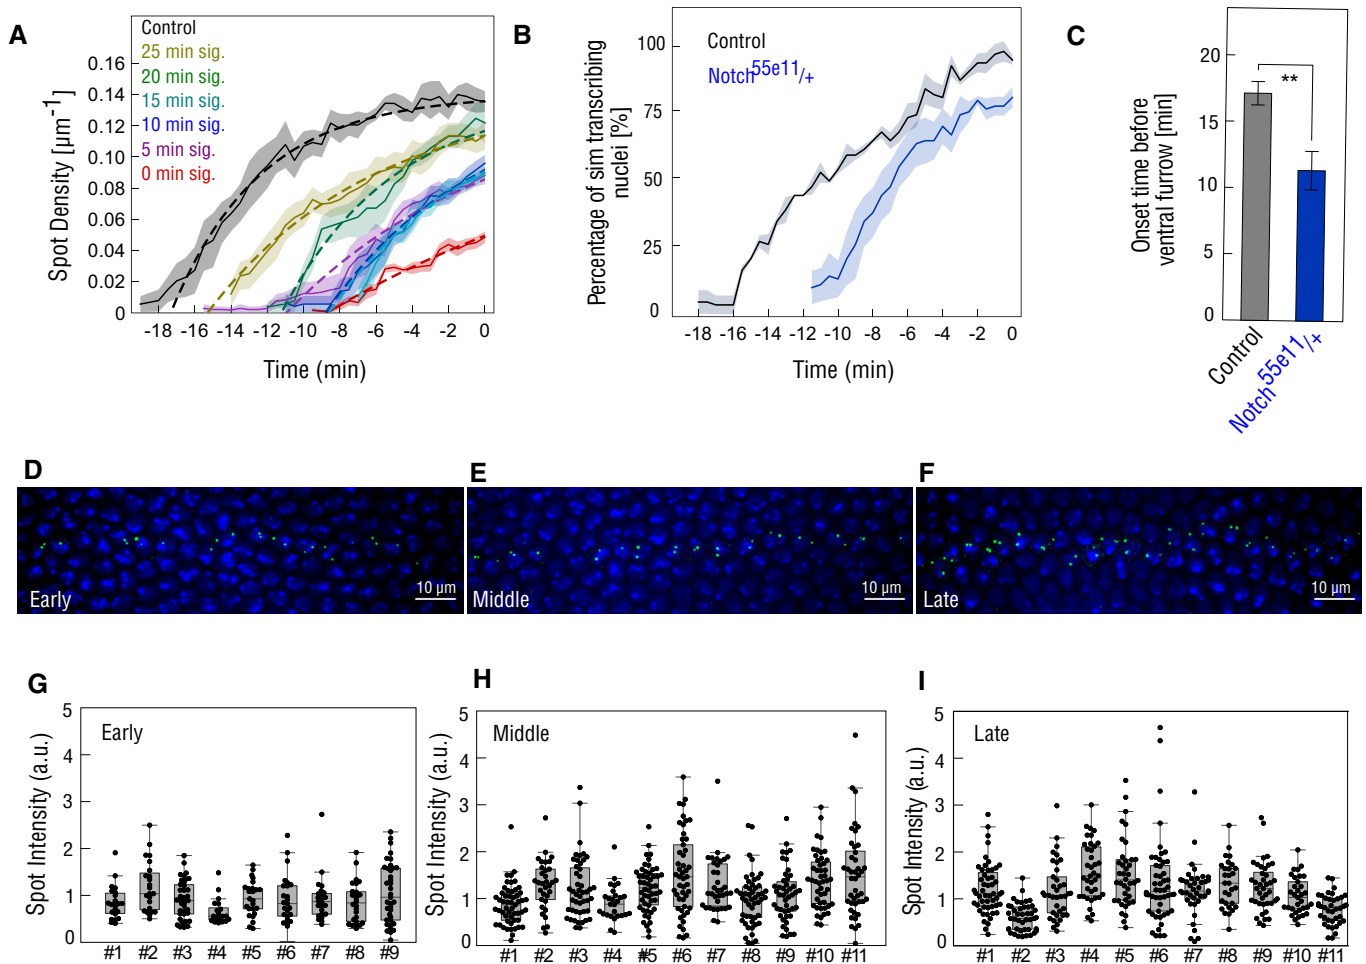 A
Control
25 min sig.
20 min sig.
15 min sig.
10 min sig.
5 min sig.
0 min sig.
Spot Density [µm-1]
0.16
0.14
0.12
0.10
0.08
0.06
0.04
0.02
0
-18 -16 -14 -12 -10 -8 -6 -4 -2 0
Time (min)
B
Control
Notch55e11/+
Percentage of sim transcribing
nuclei [%]
100
75
50
25
0
-18 -16 -14 -12 -10 -8 -6 -4 -2 0
Time (min)
C
Onset time before
ventral furrow [min]
20
15
10
5
0
**
Control
Notch55e11/+
D
Early
10 µm
E
Middle
10 µm
F
Late
10 µm
G
Early
Spot Intensity (a.u.)
5
4
3
2
1
0
#1 #2 #3 #4 #5 #6 #7 #8 #9
H
Middle
Spot Intensity (a.u.)
5
4
3
2
1
0
#1 #2 #3 #4 #5 #6 #7 #8 #9 #10 #11
I
Late
Spot Intensity (a.u.)
5
4
3
2
1
0
#1 #2 #3 #4 #5 #6 #7 #8 #9 #10 #11